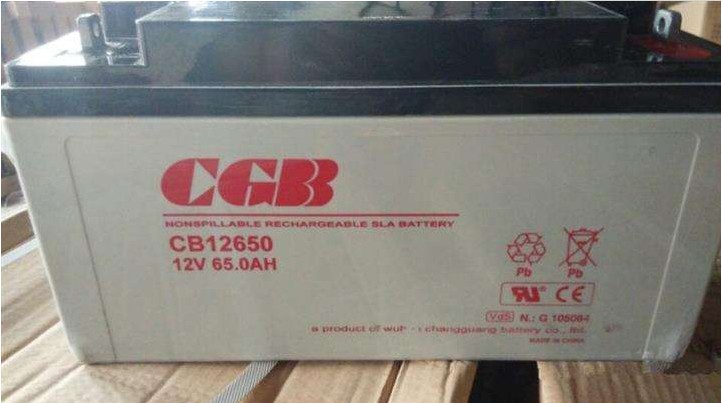 CGB
NONSPILLABLE RECHARGEABLE SLA BATTERY
CB12650
12V 65.0AH
Pb Pb
CE
VdS N.: G 105084
a product of changguang battery co., ltd.
MADE IN CHINA